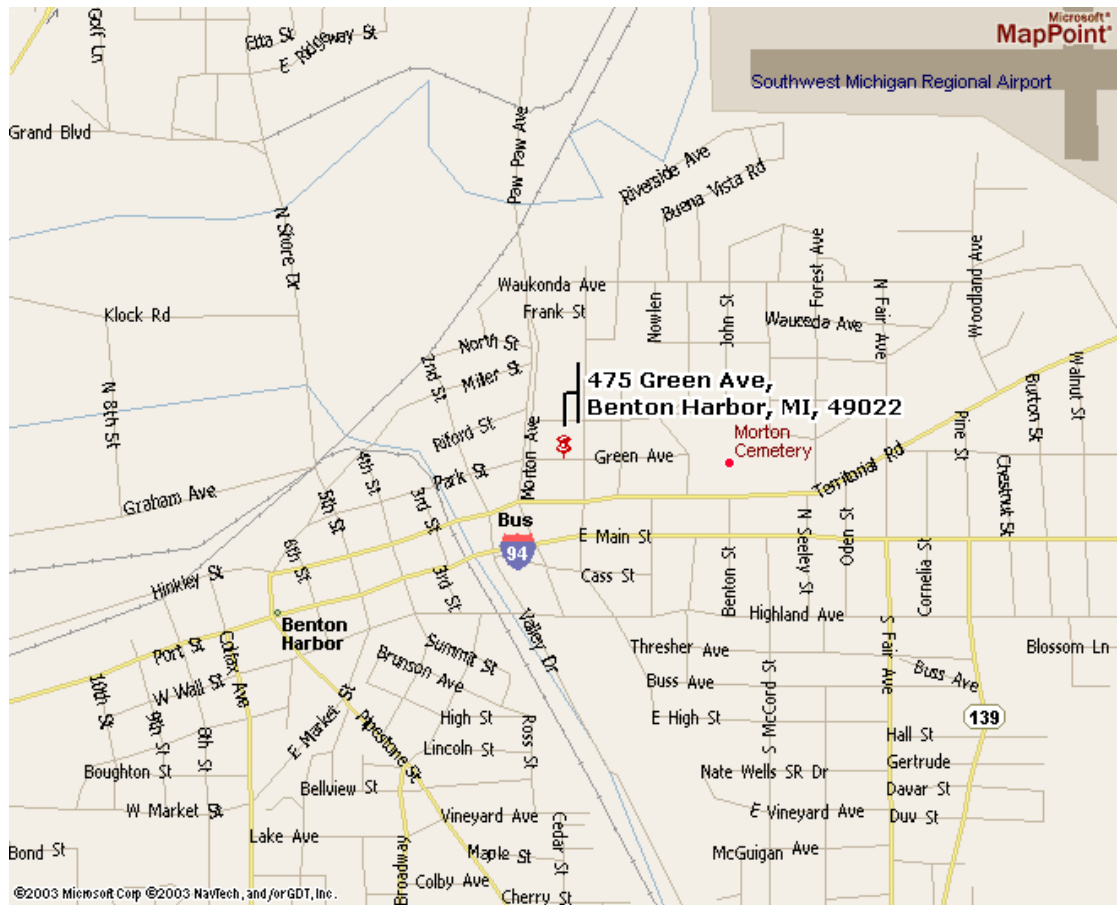 Microsoft®
MapPoint®
Golf Ln
Etta St
E Ridgeway St
Southwest Michigan Regional Airport
Grand Blvd
Paw Paw Ave
Riverside Ave
Buena Vista Rd
N Shore Dr
Waukonda Ave
Forest Ave
Woodland Ave
Klock Rd
Frank St
Nowlen
John St
Wauceda Ave
N Fair Ave
North St
2nd St
Miller St
N 8th St
475 Green Ave,
Benton Harbor, MI, 49022
Walnut St
Burton St
Riford St
Morton Ave
Morton
Cemetery
Pine St
Green Ave
Park St
Territorial Rd
Chestnut St
4th St
Graham Ave
5th St
3rd St
Bus
94
E Main St
N Seeley St
Oden St
6th St
Hinkley St
3rd St
Cass St
Benton St
Cornelia St
Highland Ave
Benton
Harbor
Valley Dr
Port St
Colfax Ave
Summit St
Thresher Ave
S Fair Ave
Blossom Ln
Brunson Ave
Buss Ave
Buss Ave
W Wall St
10th St
9th St
8th St
E Market St
Pipestone St
High St
Ross St
E High St
S McCord St
139
Lincoln St
Hall St
Boughton St
Nate Wells SR Dr
Gertrude
Bellview St
Davar St
W Market St
Vineyard Ave
E Vineyard Ave
Duv St
Lake Ave
Cedar St
Bond St
Broadway
Maple St
McGuigan Ave
Colby Ave
Cherry St
©2003 Microsoft Corp ©2003 NavTech, and/or GDT, Inc.